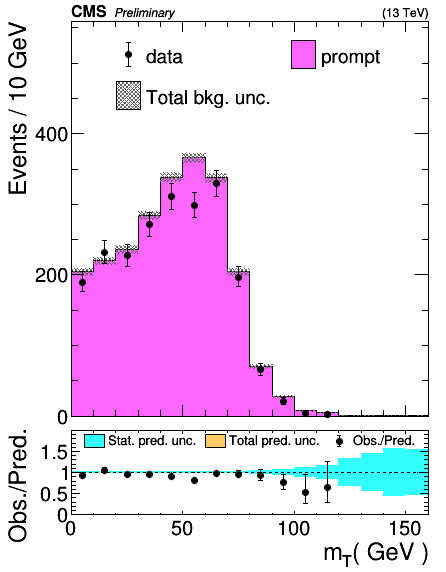 CMS Preliminary (13 TeV)
data
prompt
Total bkg. unc.
Events / 10 GeV
400
200
0
Stat. pred. unc. Total pred. unc. Obs./Pred.
Obs./Pred.
1.5
1
0.5
0
0 50 100 150
m_T( GeV )